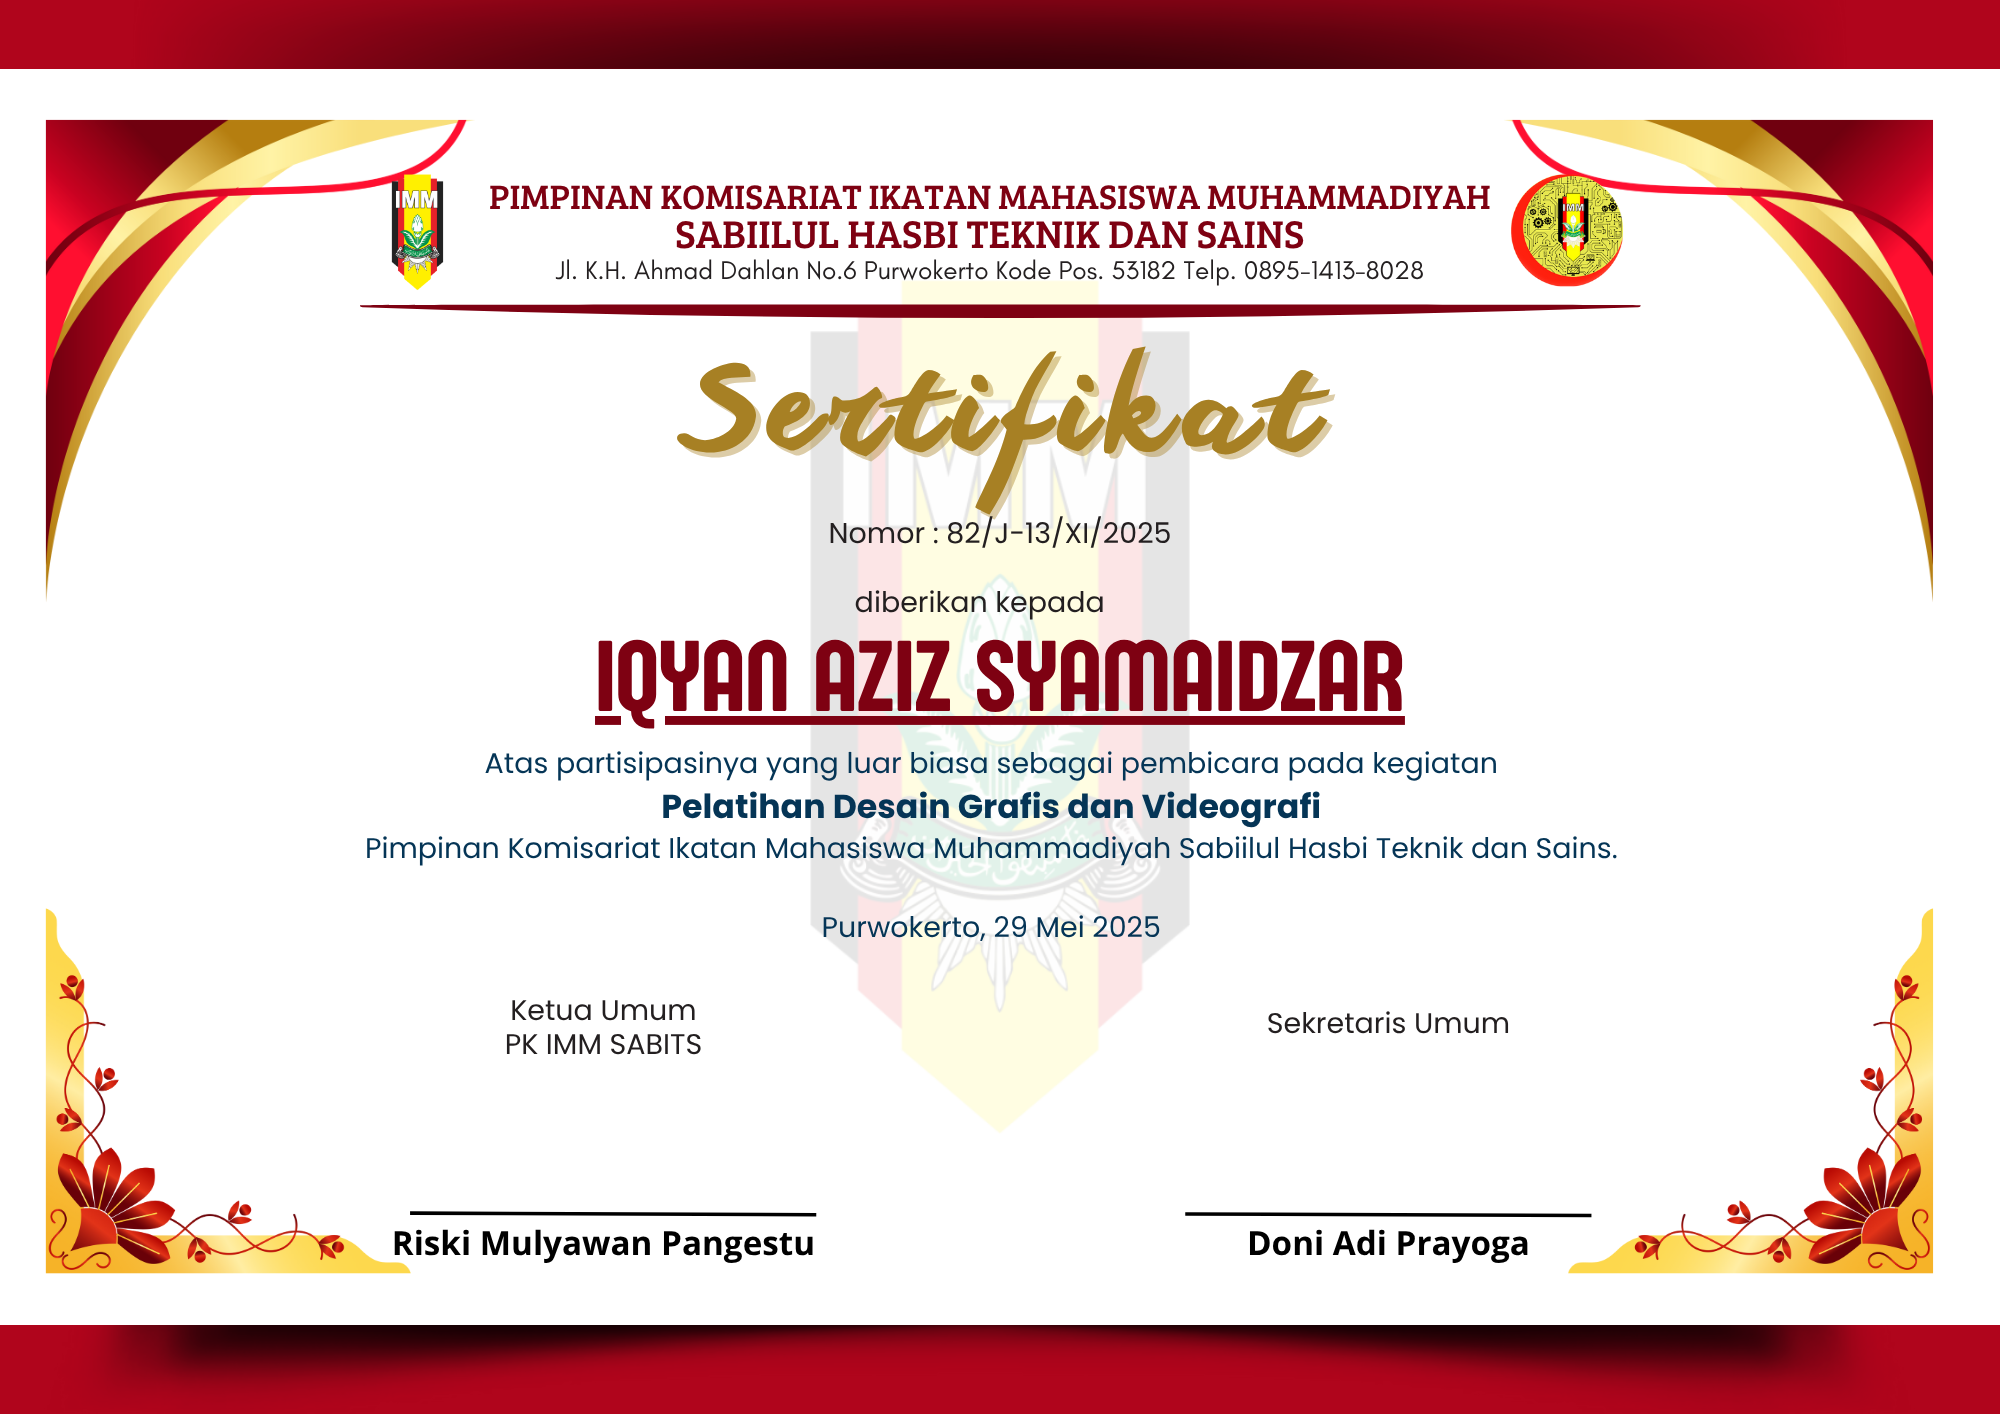 IMM
PIMPINAN KOMISARIAT IKATAN MAHASISWA MUHAMMADIYAH
SABIILUL HASBI TEKNIK DAN SAINS
Jl. K.H. Ahmad Dahlan No.6 Purwokerto Kode Pos. 53182 Telp. 0895-1413-8028
IMM
Sertifikat
IMM
Nomor : 82/J-13/XI/2025
diberikan kepada
IQYAN AZIZ SYAMAIDZAR
Atas partisipasinya yang luar biasa sebagai pembicara pada kegiatan
Pelatihan Desain Grafis dan Videografi
Pimpinan Komisariat Ikatan Mahasiswa Muhammadiyah Sabiilul Hasbi Teknik dan Sains.
Purwokerto, 29 Mei 2025
Ketua Umum
PK IMM SABITS
Sekretaris Umum
Riski Mulyawan Pangestu
Doni Adi Prayoga